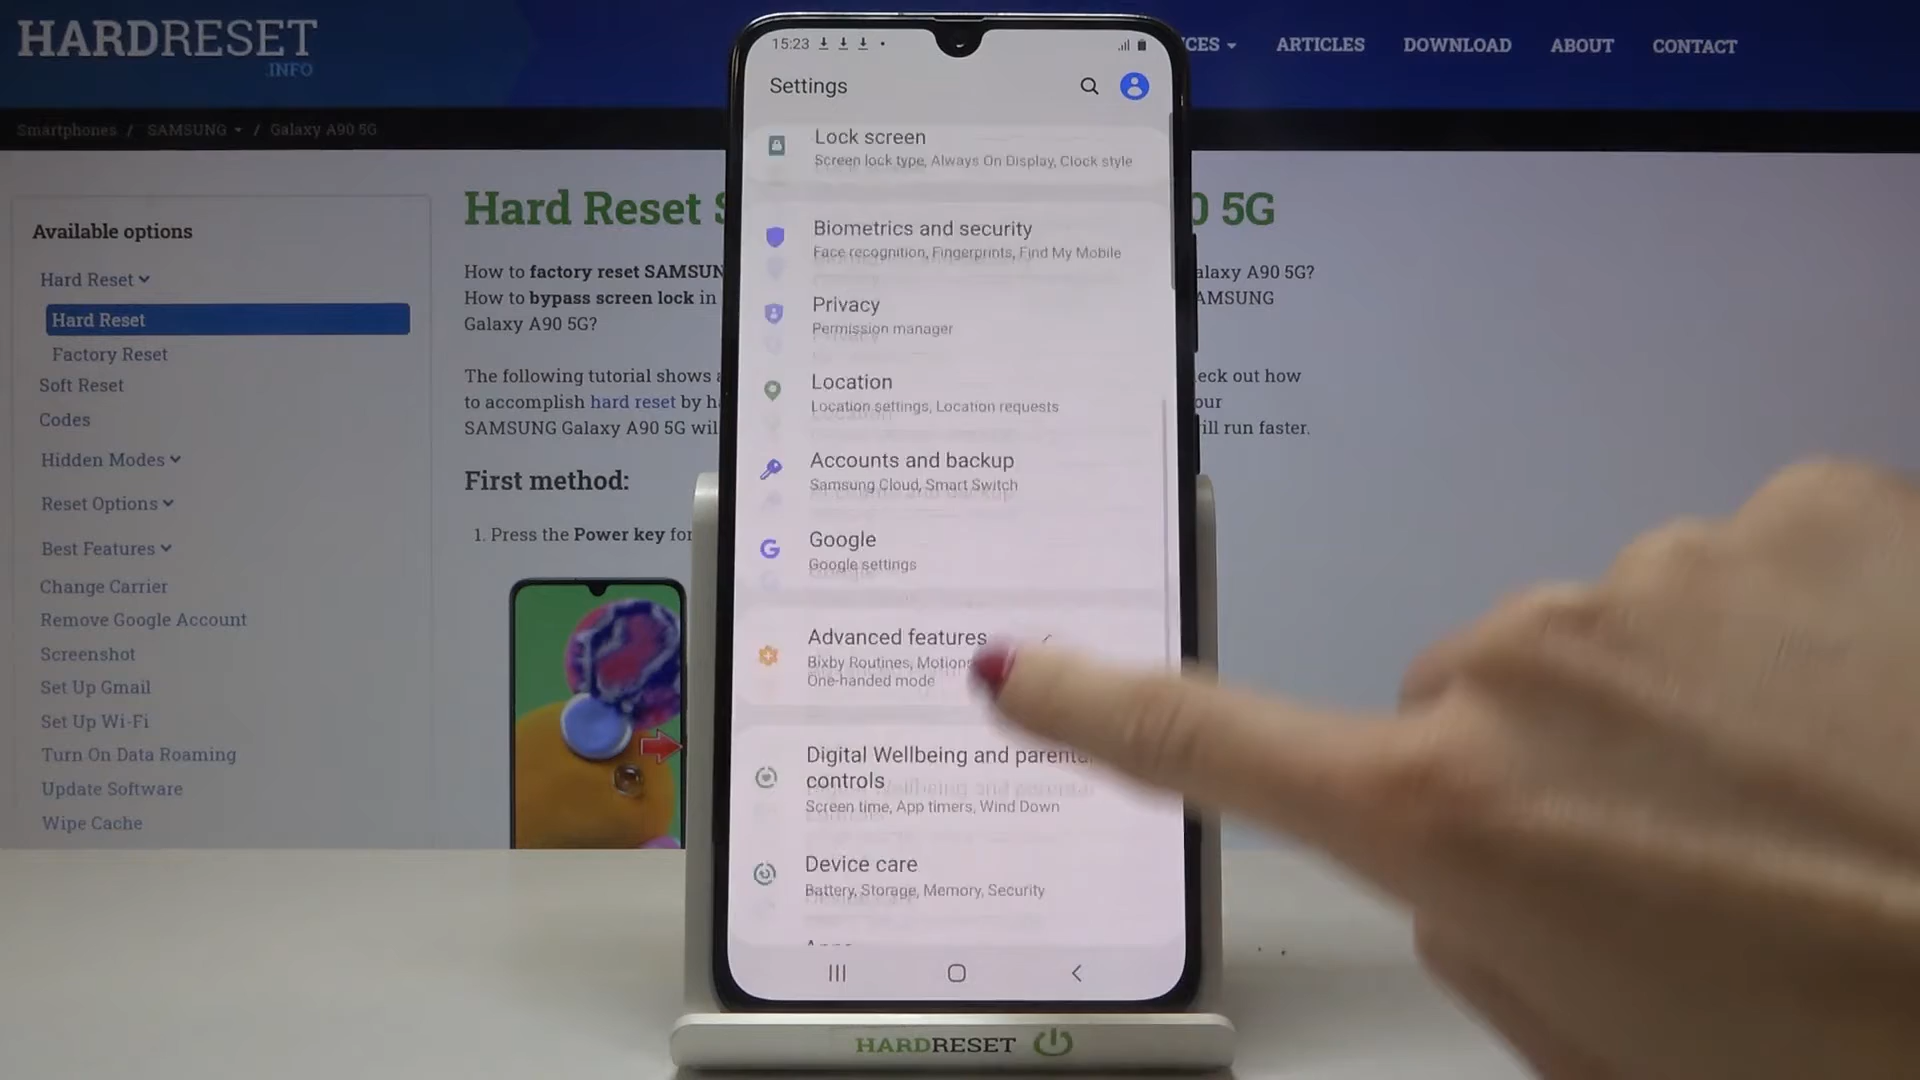 HARDRESET
.INFO
CES
ARTICLES
DOWNLOAD
ABOUT
CONTACT
Smartphones / SAMSUNG / Galaxy A90 5G
Available options
Hard Reset
Hard Reset
Factory Reset
Soft Reset
Codes
Hidden Modes
Reset Options
Best Features
Change Carrier
Remove Google Account
Screenshot
Set Up Gmail
Set Up Wi-Fi
Turn On Data Roaming
Update Software
Wipe Cache
Hard Reset S
0 5G
How to factory reset SAMSUN
alaxy A90 5G?
How to bypass screen lock in
AMSUNG
Galaxy A90 5G?
The following tutorial shows a
eck out how
to accomplish hard reset by ha
our
SAMSUNG Galaxy A90 5G wil
ill run faster.
First method:
1. Press the Power key for
15:23
Settings
Lock screen
Screen lock type, Always On Display, Clock style
Biometrics and security
Face recognition, Fingerprints, Find My Mobile
Privacy
Permission manager
Location
Location settings, Location requests
Accounts and backup
Samsung Cloud, Smart Switch
Google
Google settings
Advanced features
Bixby Routines, Motions
One-handed mode
Digital Wellbeing and parental
controls
Screen time, App timers, Wind Down
Device care
Battery, Storage, Memory, Security
HARDRESET